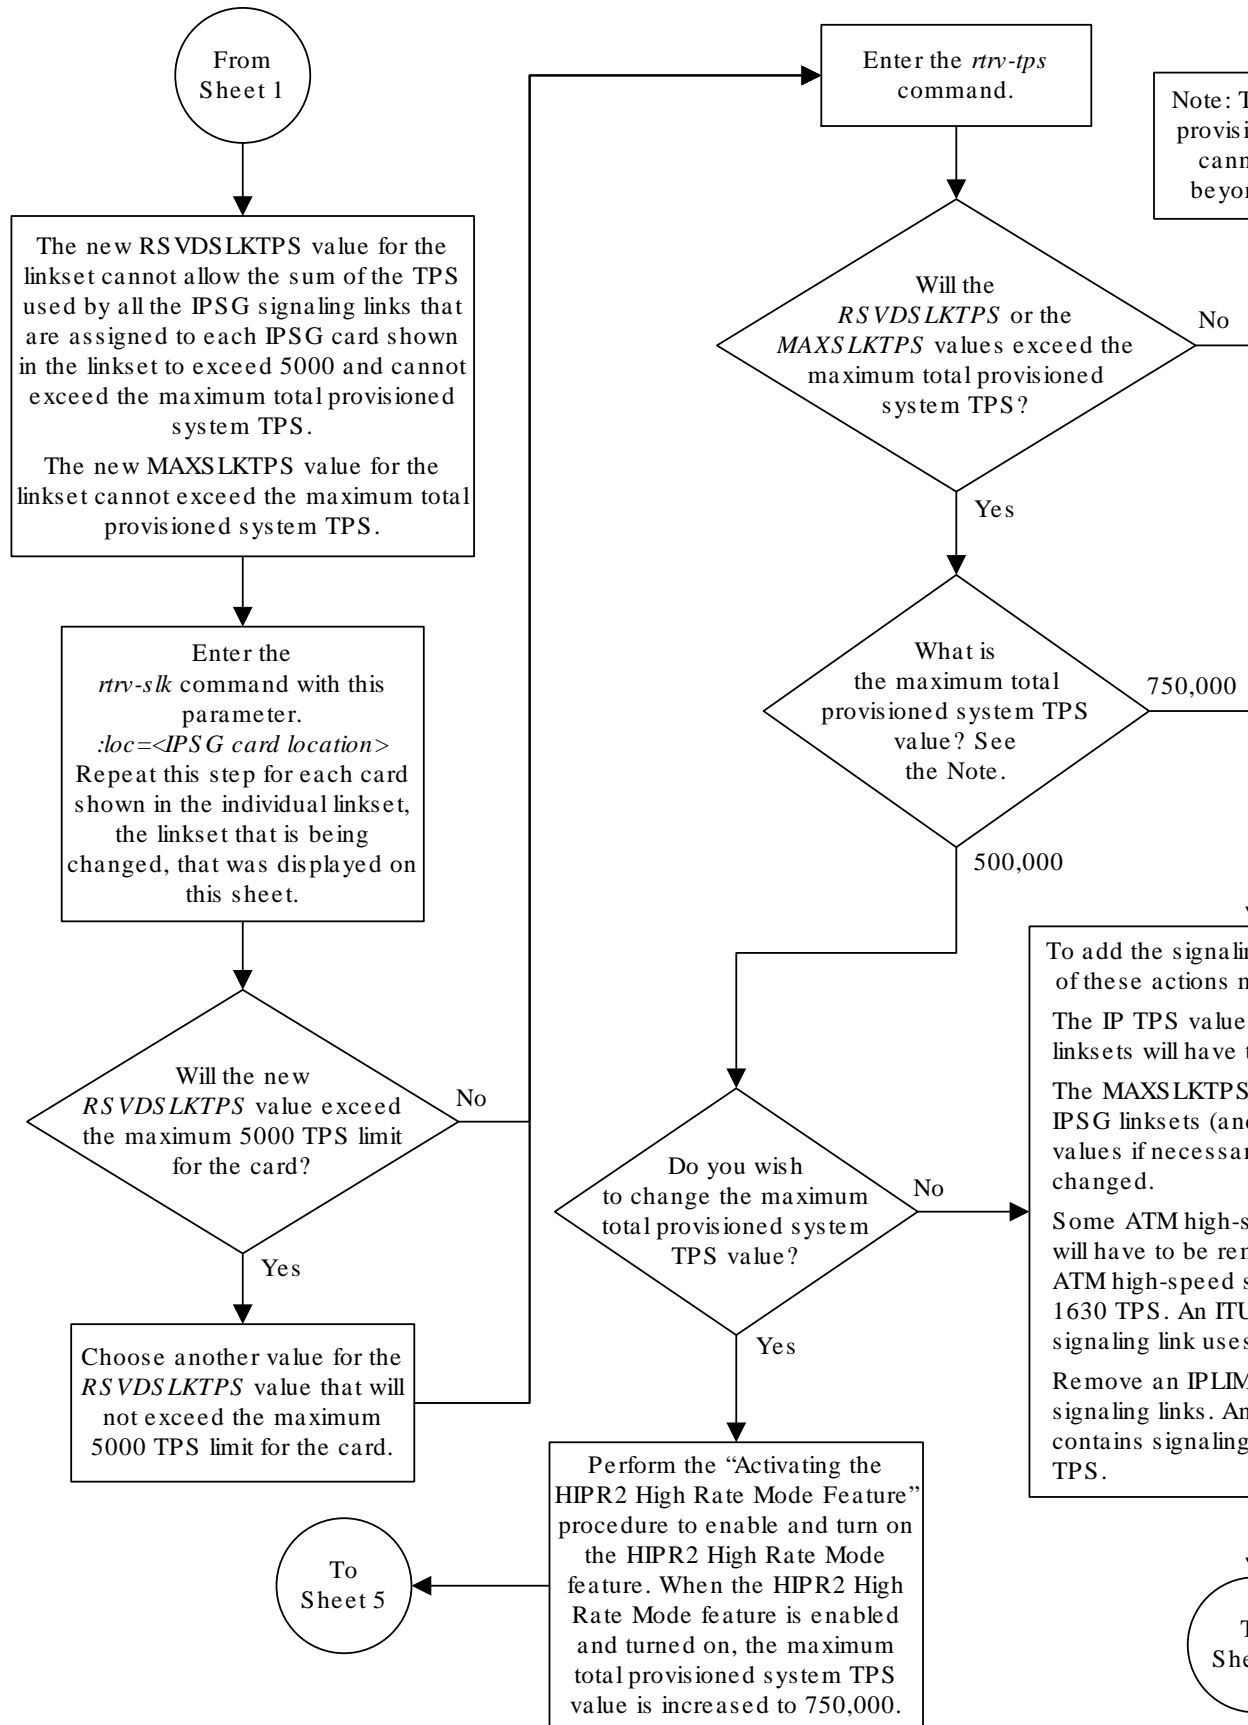 From
Sheet 1
The new RSVDSLKTPS value for the
linkset cannot allow the sum of the TPS
used by all the IPSG signaling links that
are assigned to each IPSG card shown
in the linkset to exceed 5000 and cannot
exceed the maximum total provisioned
system TPS.
The new MAXSLKTPS value for the
linkset cannot exceed the maximum total
provisioned system TPS.
Enter the
rtrv-slk command with this
parameter.
:loc=<IPSG card location>
Repeat this step for each card
shown in the individual linkset,
the linkset that is being
changed, that was displayed on
this sheet.
Will the new
RSVDSLKTPS value exceed
the maximum 5000 TPS limit
for the card?
No
Yes
Choose another value for the
RSVDSLKTPS value that will
not exceed the maximum
5000 TPS limit for the card.
Enter the rtrv-tps
command.
Will the
RSVDSLKTPS or the
MAXSLKTPS values exceed the
maximum total provisioned
system TPS?
No
Yes
What is
the maximum total
provisioned system TPS
value? See
the Note.
750,000
500,000
Do you wish
to change the maximum
total provisioned system
TPS value?
No
Yes
Perform the “Activating the
HIPR2 High Rate Mode Feature”
procedure to enable and turn on
the HIPR2 High Rate Mode
feature. When the HIPR2 High
Rate Mode feature is enabled
and turned on, the maximum
total provisioned system TPS
value is increased to 750,000.
To
Sheet 5
Note:
To add the signalin
of these actions
The IP TPS value
linksets will have
The MAXSLKTPS
IPSG linksets
values if
changed.
Some ATM
will have to be
ATM high-speed
1630 TPS. An ITU
signaling link uses
Remove an IPLIM
signaling links.
contains signaling
TPS.